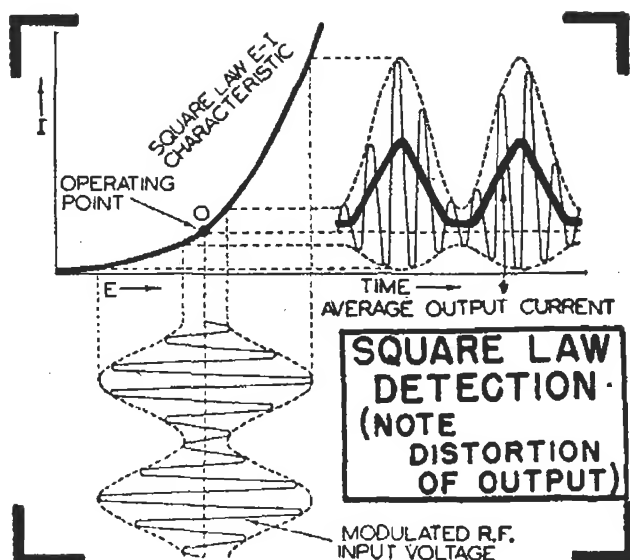 SQUARE LAW E-I
CHARACTERISTIC
I
OPERATING
POINT
O
E
TIME
AVERAGE OUTPUT CURRENT
SQUARE LAW
DETECTION
(NOTE
DISTORTION
OF OUTPUT)
MODULATED R.F.
INPUT VOLTAGE